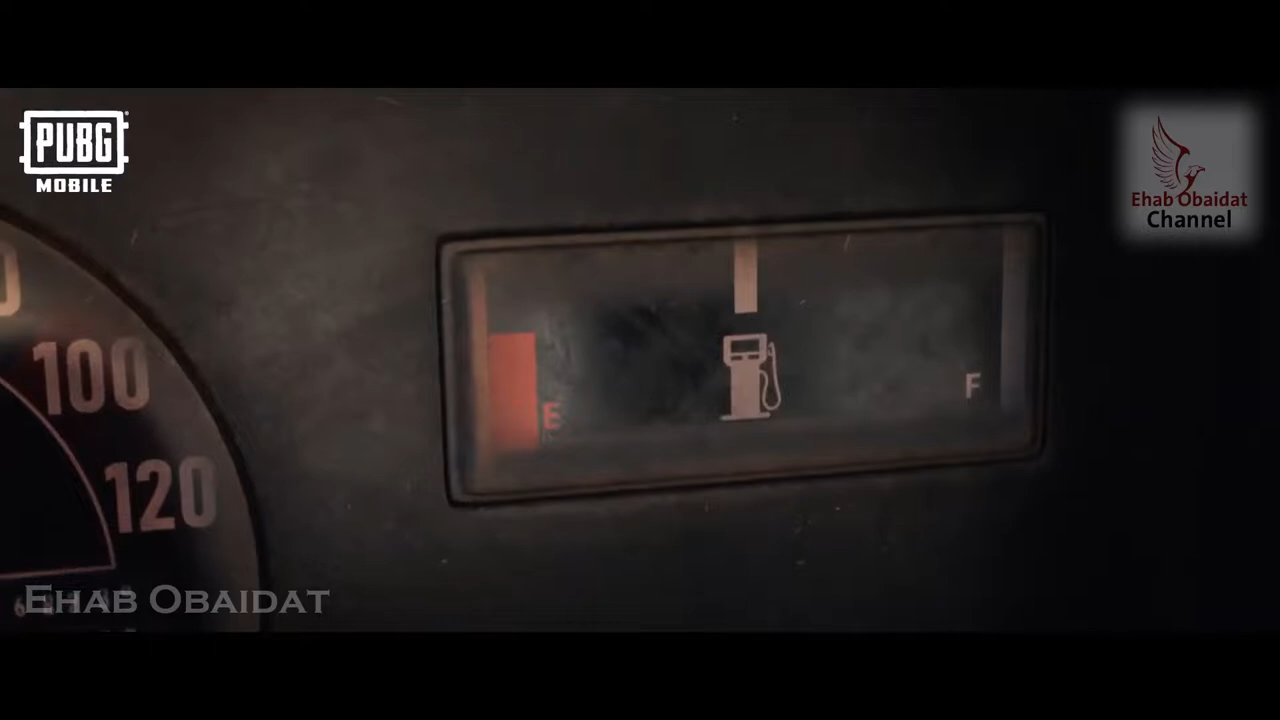 PUBG
MOBILE
Ehab Obaidat
Channel
100
120
E
F
EHAB OBAIDAT